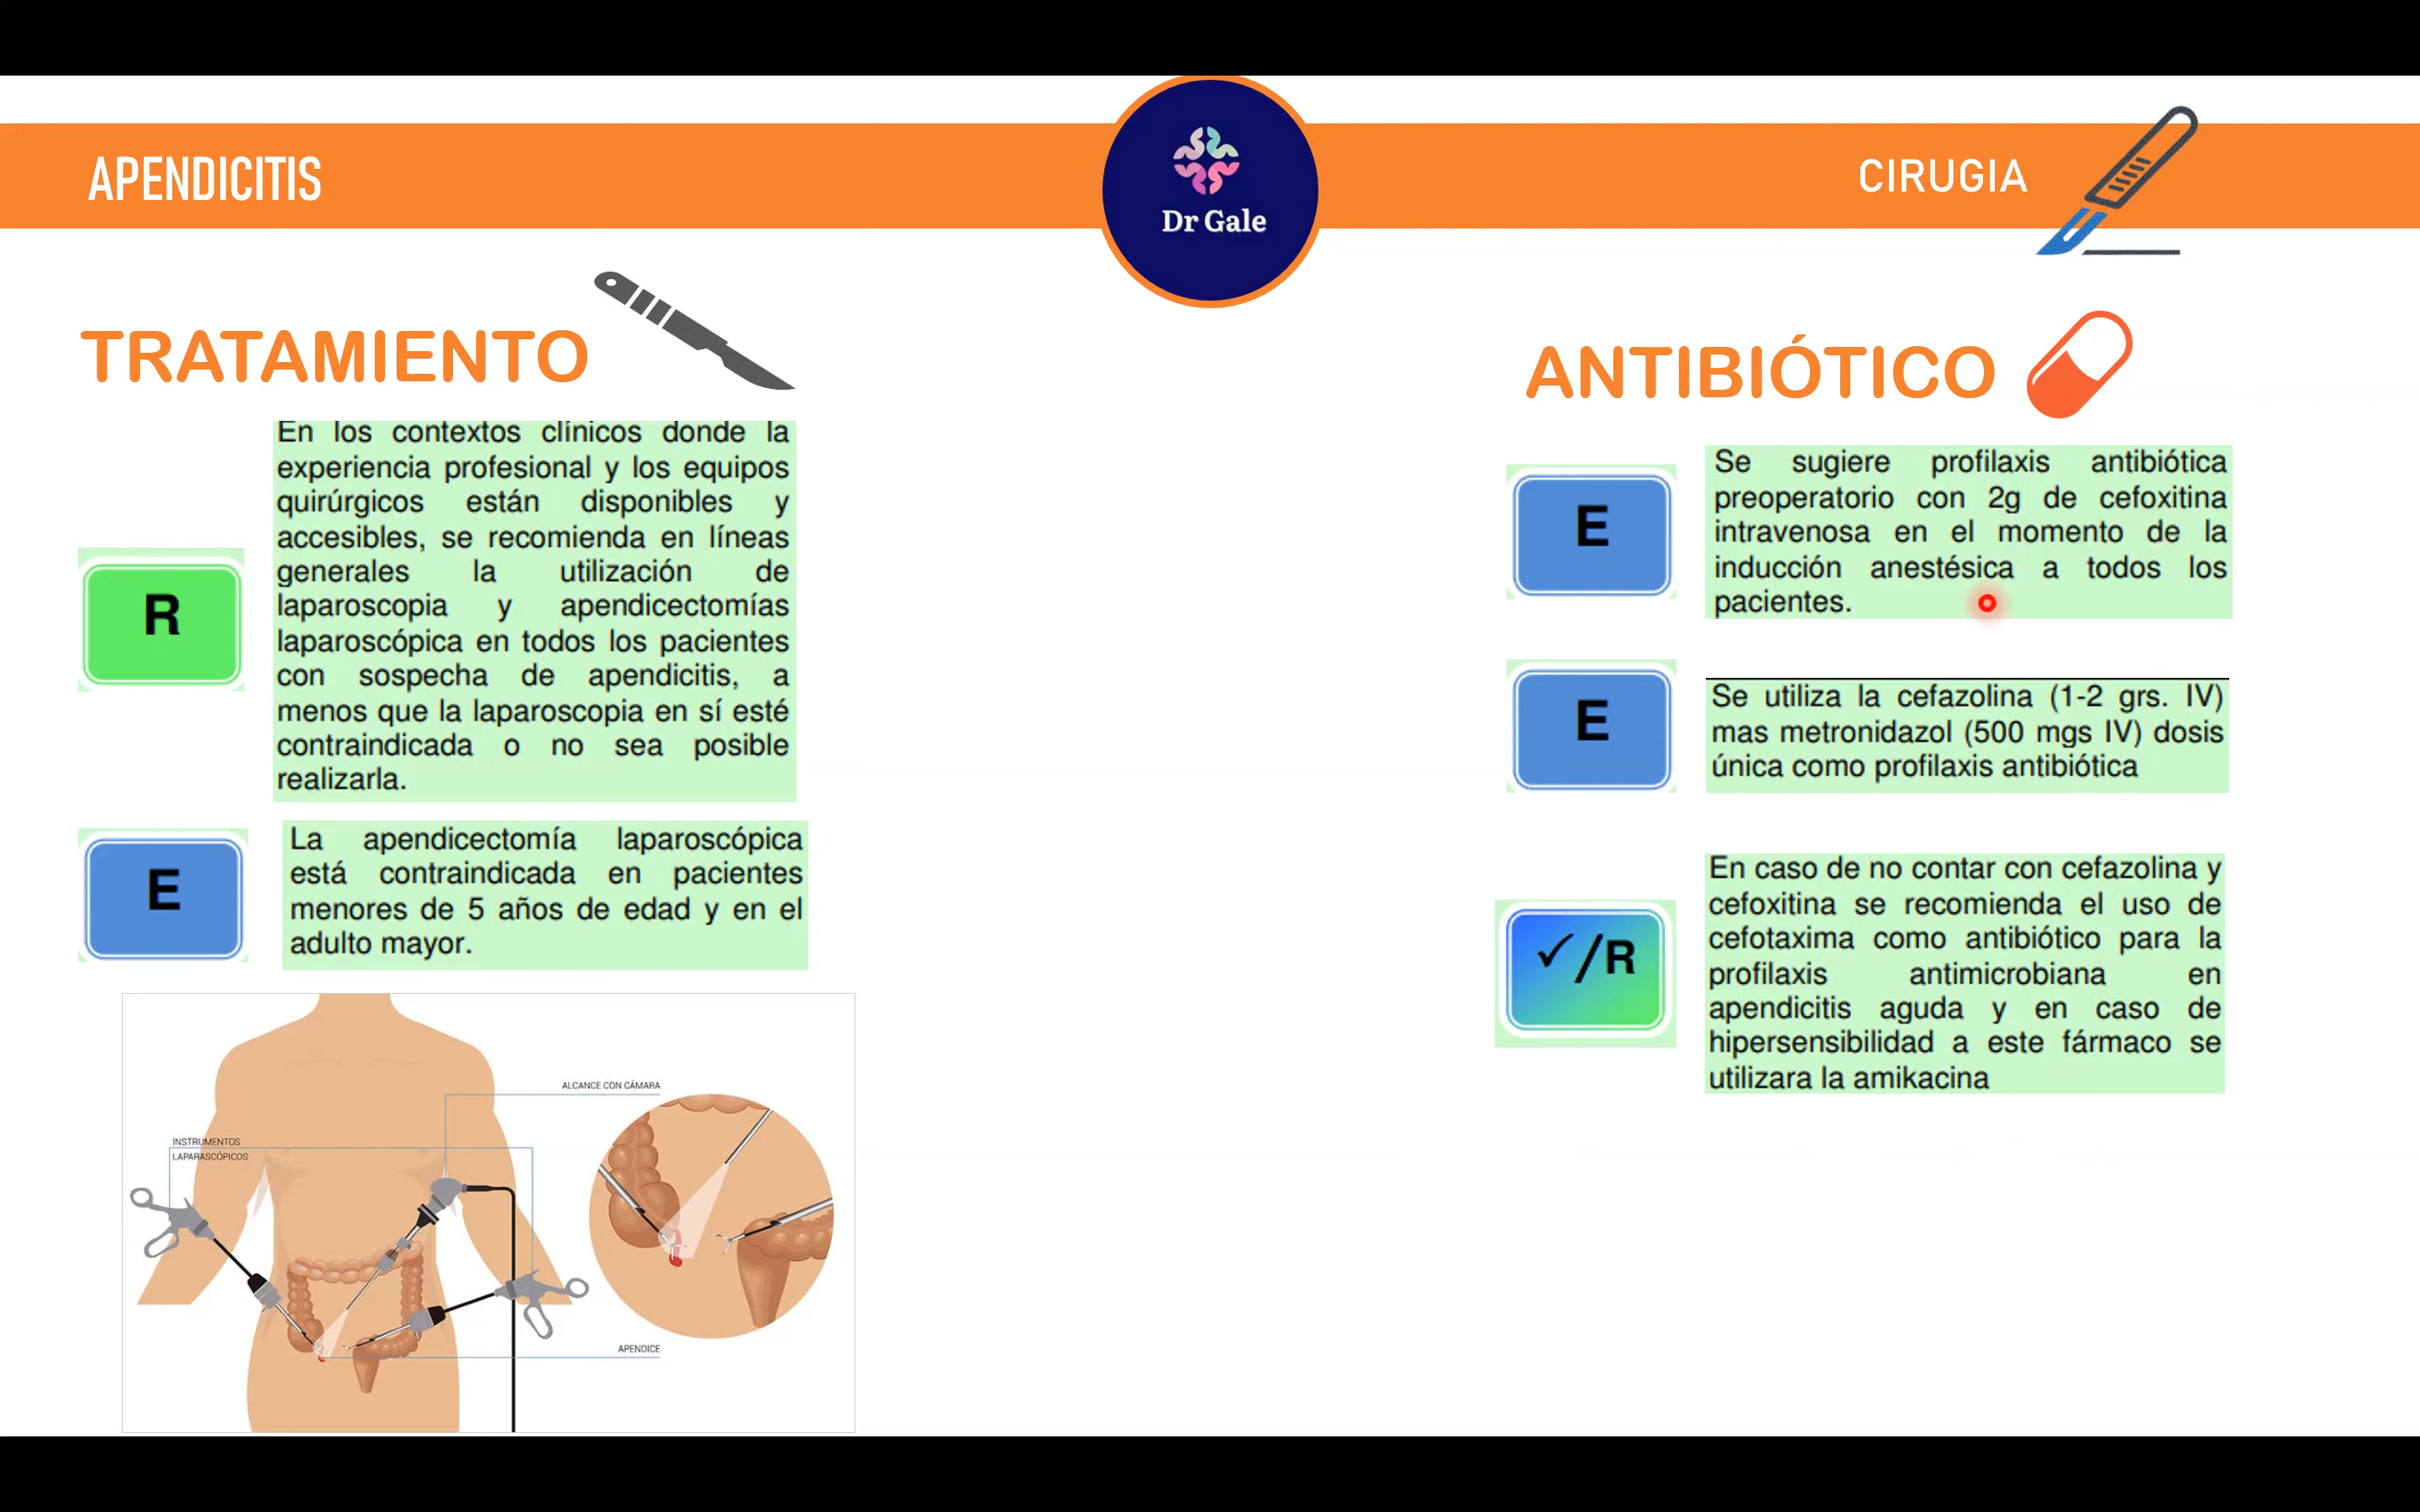 APENDICITIS
Dr Gale
CIRUGIA
TRATAMIENTO
R
En los contextos clínicos donde la
experiencia profesional y los equipos
quirúrgicos están disponibles y
accesibles, se recomienda en líneas
generales la utilización de
laparoscopia y apendicectomías
laparoscópica en todos los pacientes
con sospecha de apendicitis, a
menos que la laparoscopia en sí esté
contraindicada o no sea posible
realizarla.
E
La apendicectomía laparoscópica
está contraindicada en pacientes
menores de 5 años de edad y en el
adulto mayor.
ALCANCE CON CÁMARA
INSTRUMENTOS
LAPARASCÓPICOS
APENDICE
ANTIBIÓTICO
E
Se sugiere profilaxis antibiótica
preoperatorio con 2g de cefoxitina
intravenosa en el momento de la
inducción anestésica a todos los
pacientes.
E
Se utiliza la cefazolina (1-2 grs. IV)
mas metronidazol (500 mgs IV) dosis
única como profilaxis antibiótica
✓/R
En caso de no contar con cefazolina y
cefoxitina se recomienda el uso de
cefotaxima como antibiótico para la
profilaxis antimicrobiana en
apendicitis aguda y en caso de
hipersensibilidad a este fármaco se
utilizara la amikacina